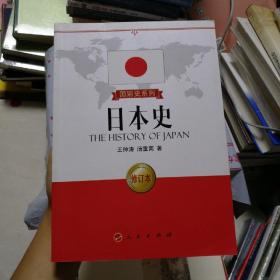 国别史系列
日本史
THE HISTORY OF JAPAN
王仲涛 汤重南 著
修订本
人民出版社